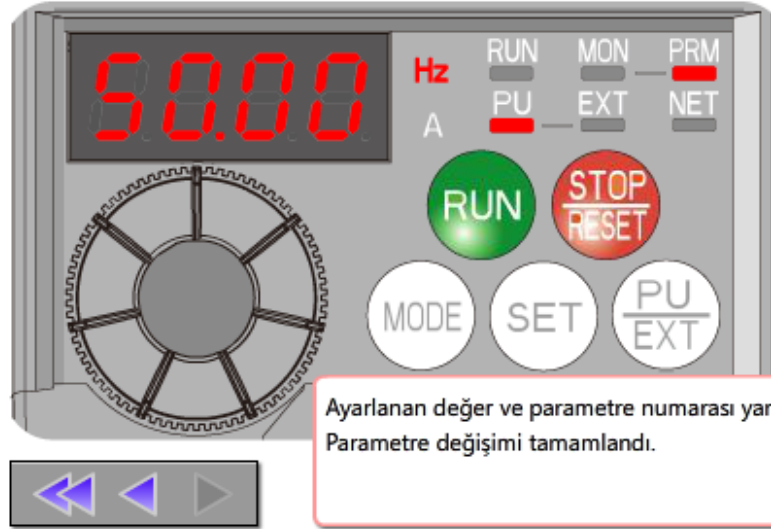 50.00
Hz
RUN MON PRM
A
PU EXT NET
RUN
STOP
RESET
MODE
SET
PU
EXT
Ayarlanan değer ve parametre numarası
Parametre değişimi tamamlandı.